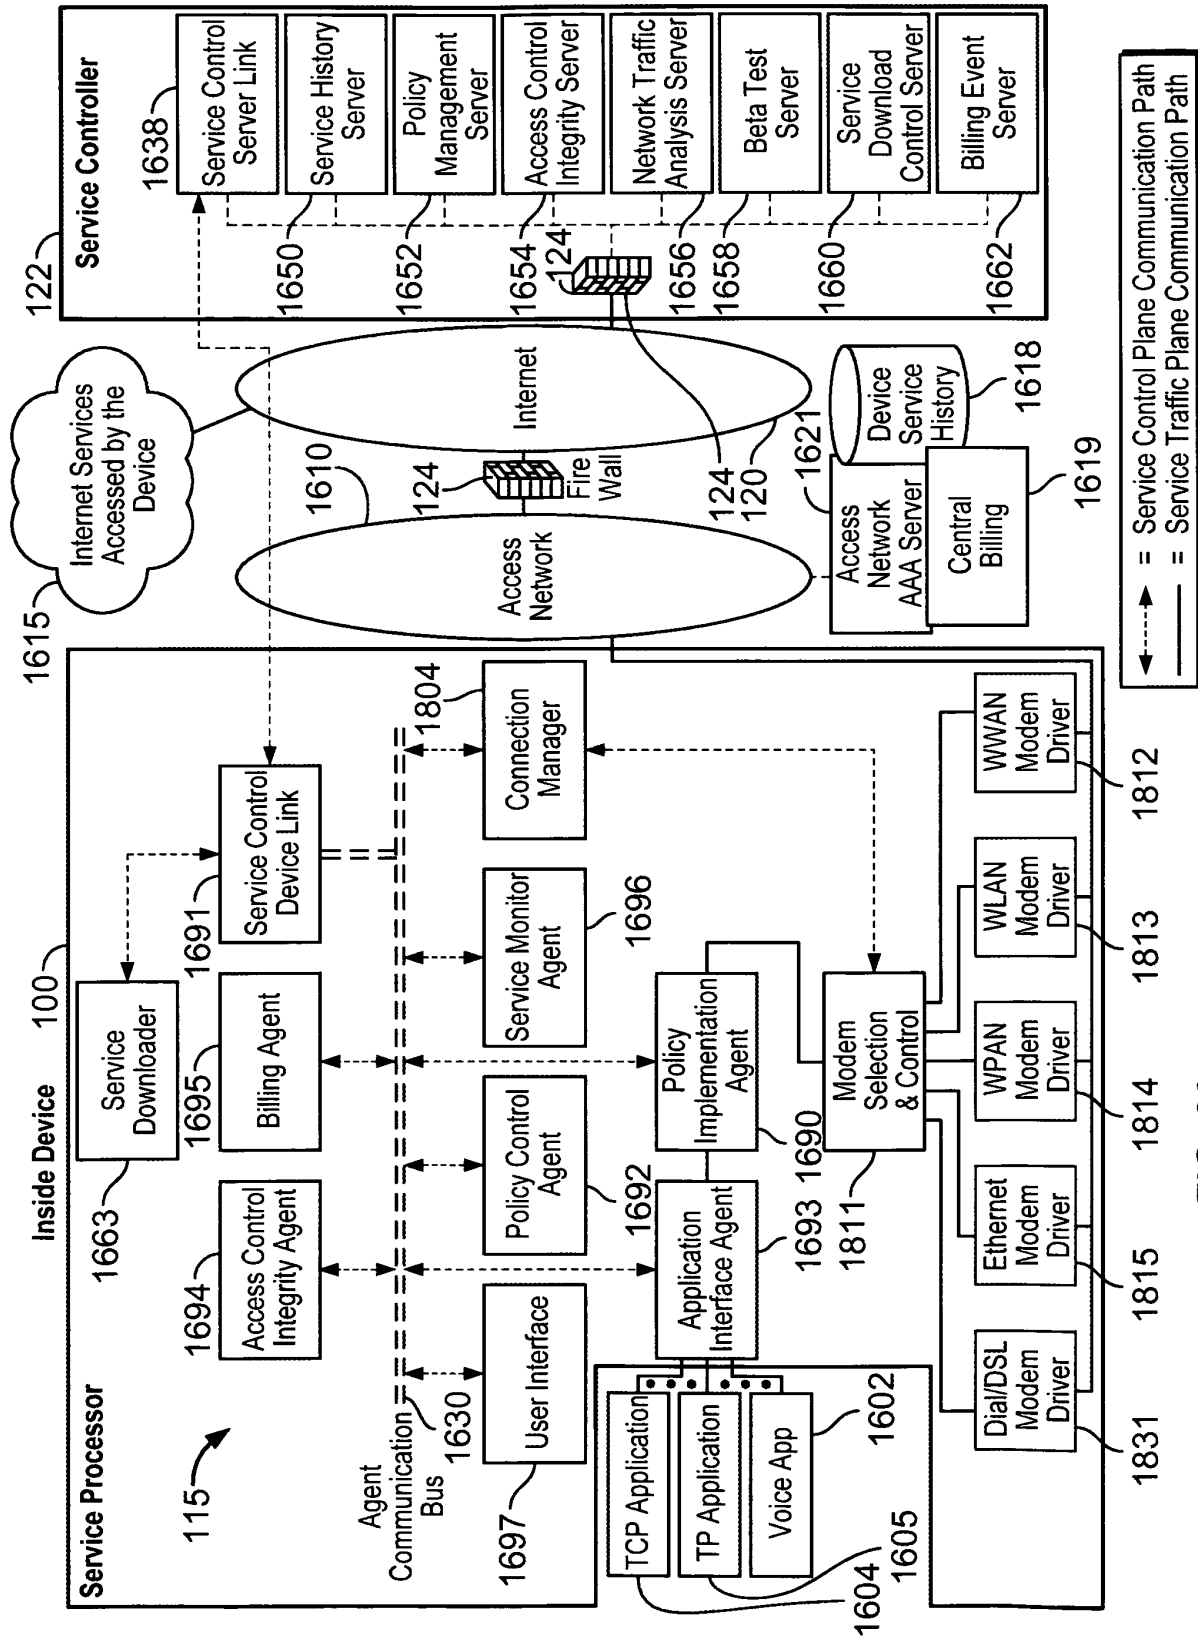 Inside Device
100
Service Processor
115
1663
Service
Downloader
1694
Access Control
Integrity Agent
1695
Billing Agent
1691
Service Control
Device Link
Agent
Communication
Bus
1630
1697
User Interface
Policy Control
Agent
1692
Service Monitor
Agent
1696
Connection
Manager
1804
TCP Application
TP Application
Voice App
1604
1605
1602
Application
Interface Agent
1693
Policy
Implementation
Agent
1690
Modem
Selection
& Control
1811
Dial/DSL
Modem
Driver
1831
Ethernet
Modem
Driver
1815
WPAN
Modem
Driver
1814
WLAN
Modem
Driver
1813
WWAN
Modem
Driver
1812
1615
Internet Services
Accessed by the
Device
1610
Access
Network
124
Fire
Wall
Internet
120
124
1621
Access
Network
AAA Server
Device
Service
History
1618
Central
Billing
1619
122
Service Controller
1638
Service Control
Server Link
1650
Service History
Server
1652
Policy
Management
Server
1654
Access Control
Integrity Server
124
1656
Network Traffic
Analysis Server
1658
Beta Test
Server
1660
Service
Download
Control Server
1662
Billing Event
Server
= Service Control Plane Communication Path
= Service Traffic Plane Communication Path